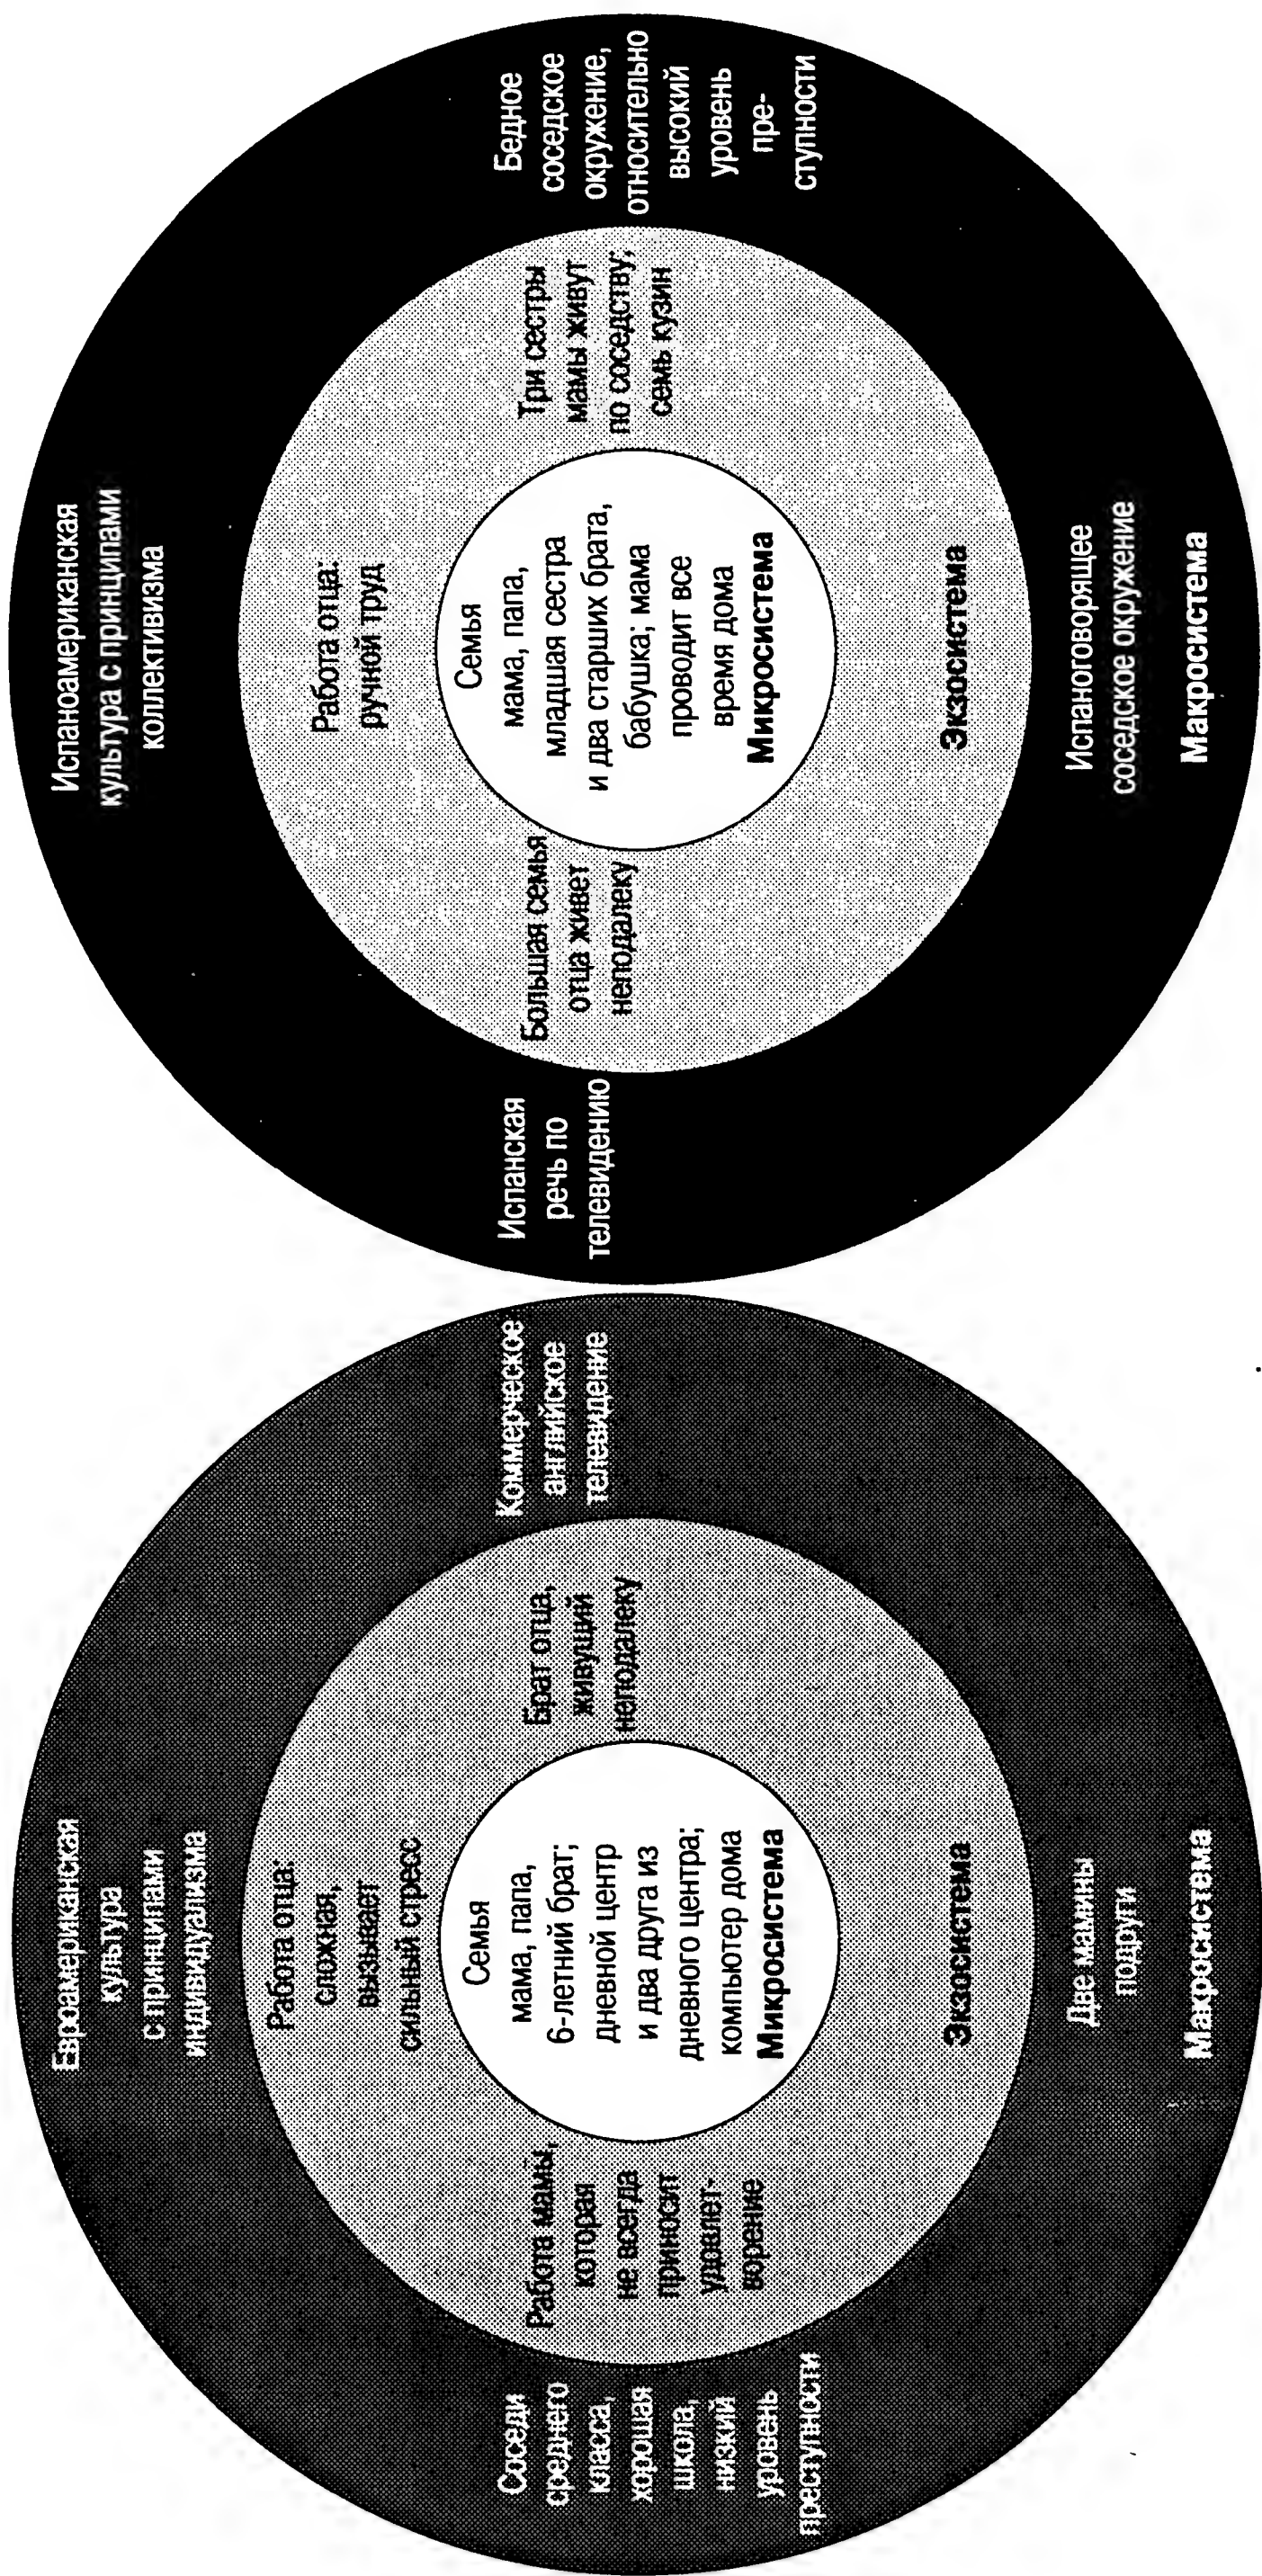 Евроамериканская
культура
с принципами
индивидуализма
Работа отца:
сложная,
вызывает
сильный стресс
Соседи
среднего
класса,
хорошая
школа,
низкий
уровень
преступности
Работа мамы,
которая
не всегда
приносит
удовлет-
ворение
Семья
мама, папа,
6-летний брат;
дневной центр
и два друга из
дневного центра;
компьютер дома
Микросистема
Брат отца,
живущий
неподалеку
Коммерческое
английское
телевидение
Экзосистема
Две мамины
подруги
Макросистема
Испаноамериканская
культура с принципами
коллективизма
Работа отца:
ручной труд
Испанская
речь по
телевидению
Большая семья
отца живет
неподалеку
Семья
мама, папа,
младшая сестра
и два старших брата,
бабушка; мама
проводит все
время дома
Микросистема
Три сестры
мамы живут
по соседству;
семь кузин
Бедное
соседское
окружение,
относительно
высокий
уровень
пре-
ступности
Экзосистема
Испаноговорящее
соседское окружение
Макросистема